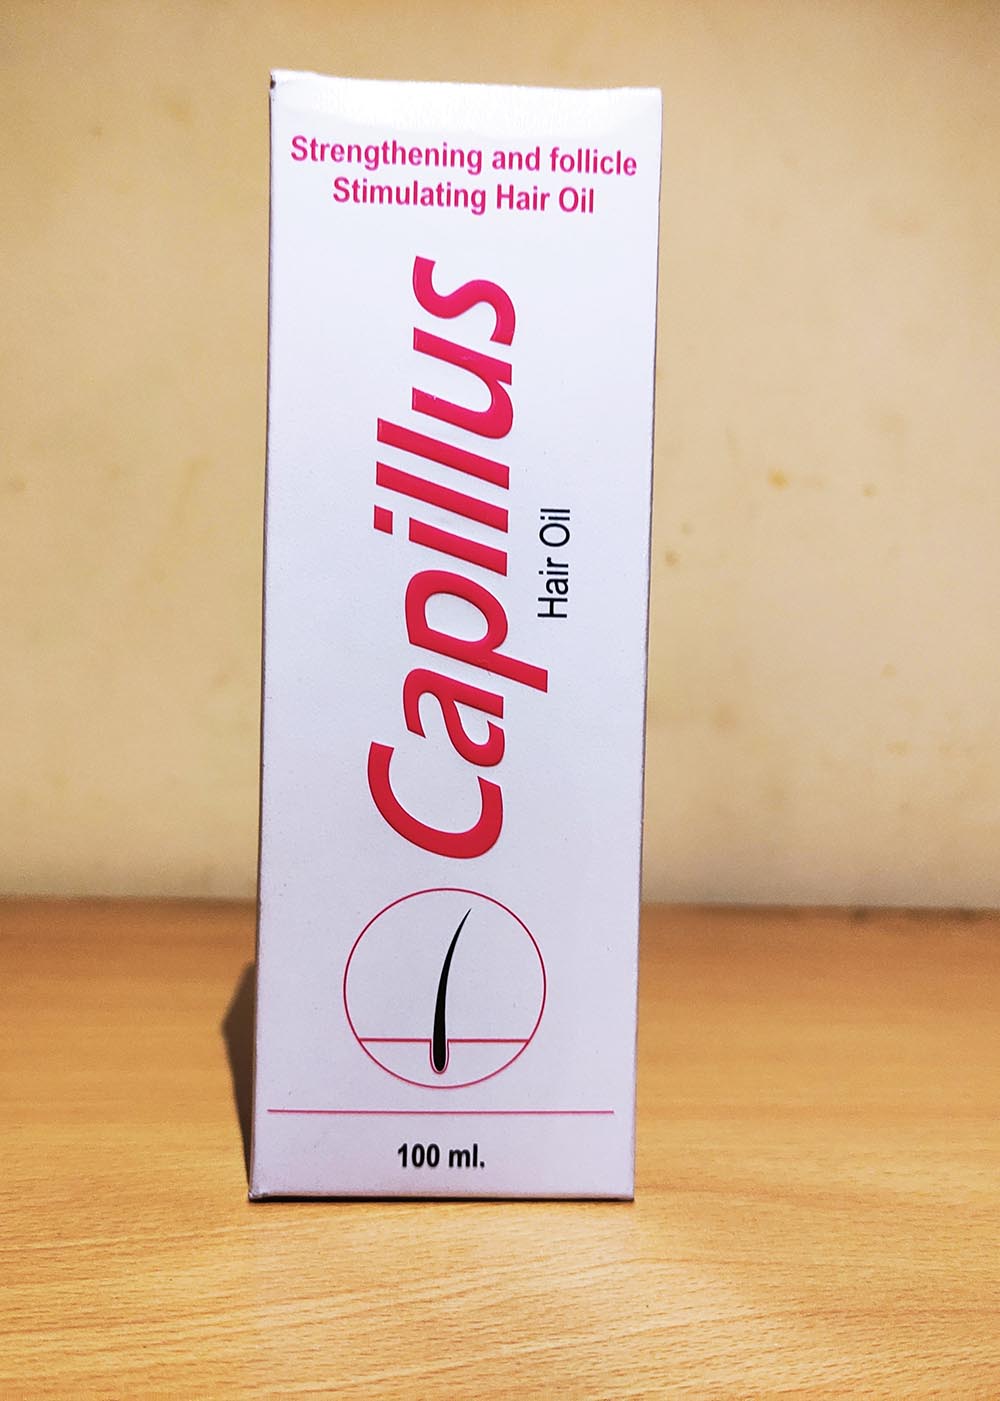 Strengthening and follicle
Stimulating Hair Oil
Capillus
Hair Oil
100 ml.